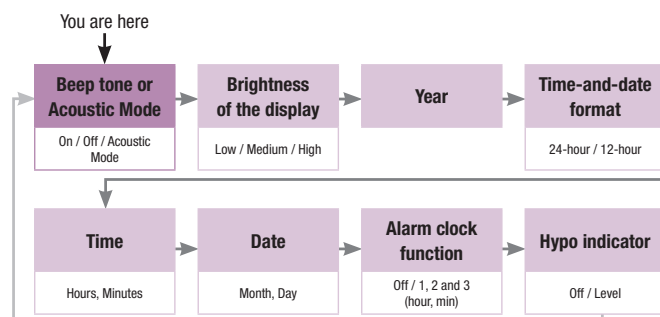 You are here
Beep tone or
Acoustic Mode
On / Off / Acoustic
Mode
Brightness
of the display
Low / Medium / High
Year
Time-and-date
format
24-hour / 12-hour
Time
Hours, Minutes
Date
Month, Day
Alarm clock
function
Off / 1, 2 and 3
(hour, min)
Hypo indicator
Off / Level